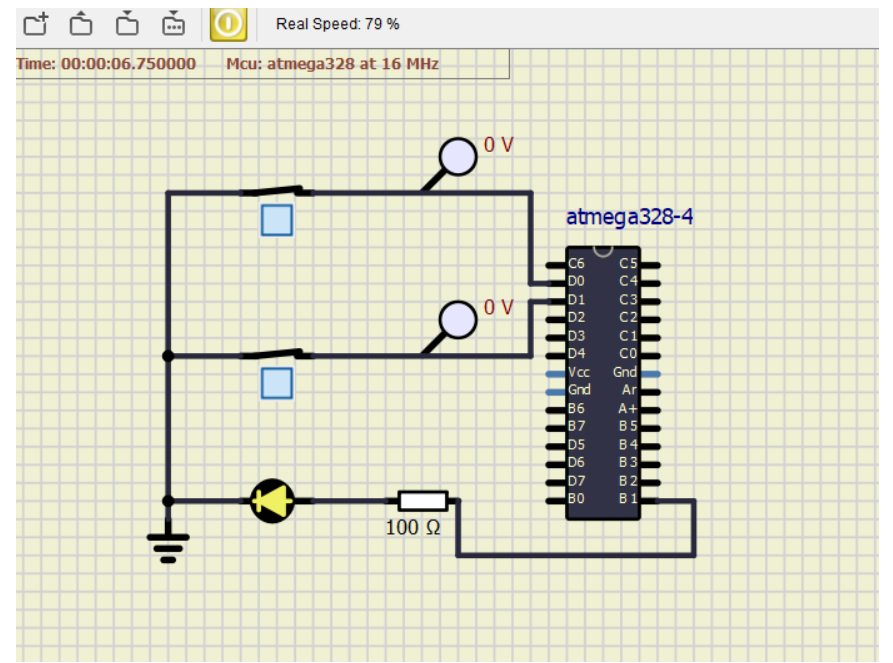 Real Speed: 79 %
Time: 00:00:06.750000 Mcu: atmega328 at 16 MHz
0 V
atmega328-4
0 V
C6 C5
D0 C4
D1 C3
D2 C2
D3 C1
D4 C0
Vcc Gnd
Gnd Ar
B6 A+
B7 B5
D5 B4
D6 B3
D7 B2
B0 B1
100 Ω